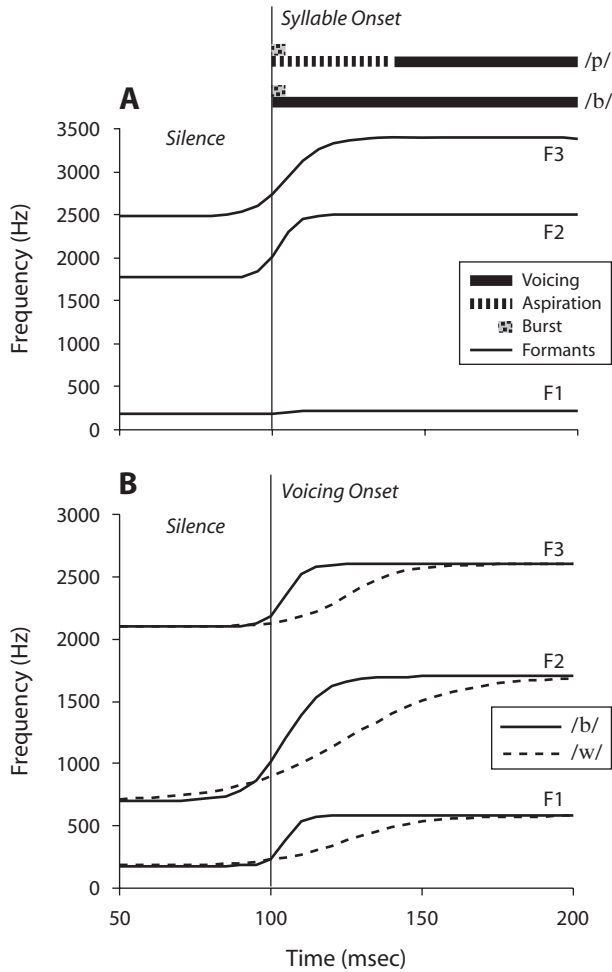 Syllable Onset
/p/
/b/
A
Silence
3500
3000
2500
2000
1500
1000
500
0
Frequency (Hz)
F3
F2
F1
Voicing
Aspiration
Burst
Formants
B
Voicing Onset
Silence
3000
2500
2000
1500
1000
500
0
Frequency (Hz)
F3
F2
F1
/b/
/w/
50 100 150 200
Time (msec)